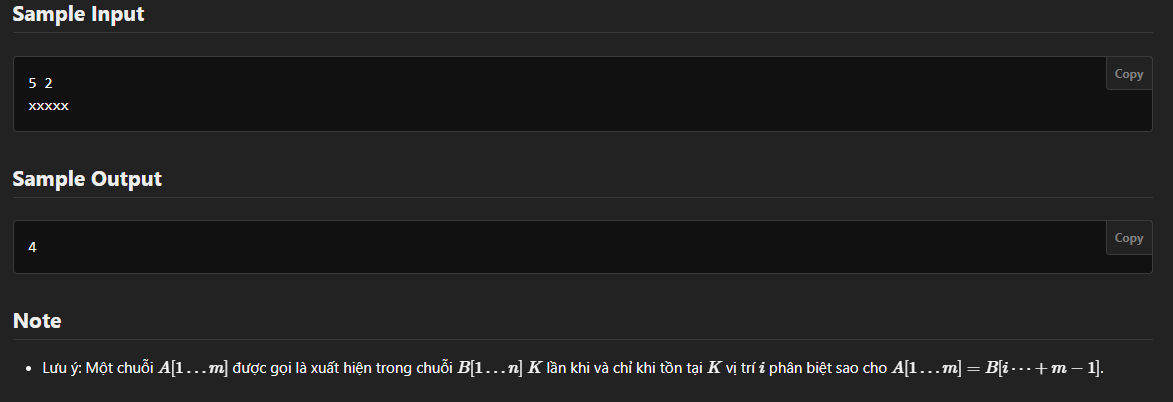 Sample Input
Copy
5 2
xxxxx
Sample Output
Copy
4
Note
• Lưu ý: Một chuỗi A[1...m] được gọi là xuất hiện trong chuỗi B[1...n] K lần khi và chỉ khi tồn tại K vị trí i phân biệt sao cho A[1...m] = B[i⋯ + m − 1].